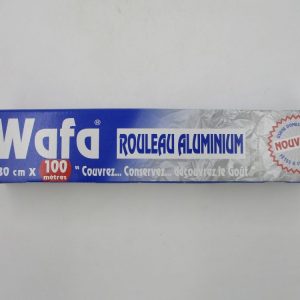 Wafa®
ROULEAU ALUMINIUM
30 cm X 100 mètres
" Couvrez... Conservez... découvrez le Goût
NOUV